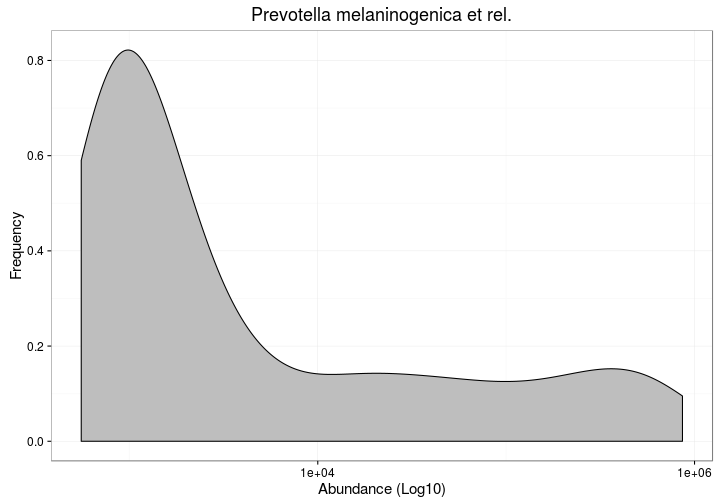 Prevotella melaninogenica et rel.
0.8
0.6
0.4
0.2
0.0
Frequency
1e+04
1e+06
Abundance (Log10)